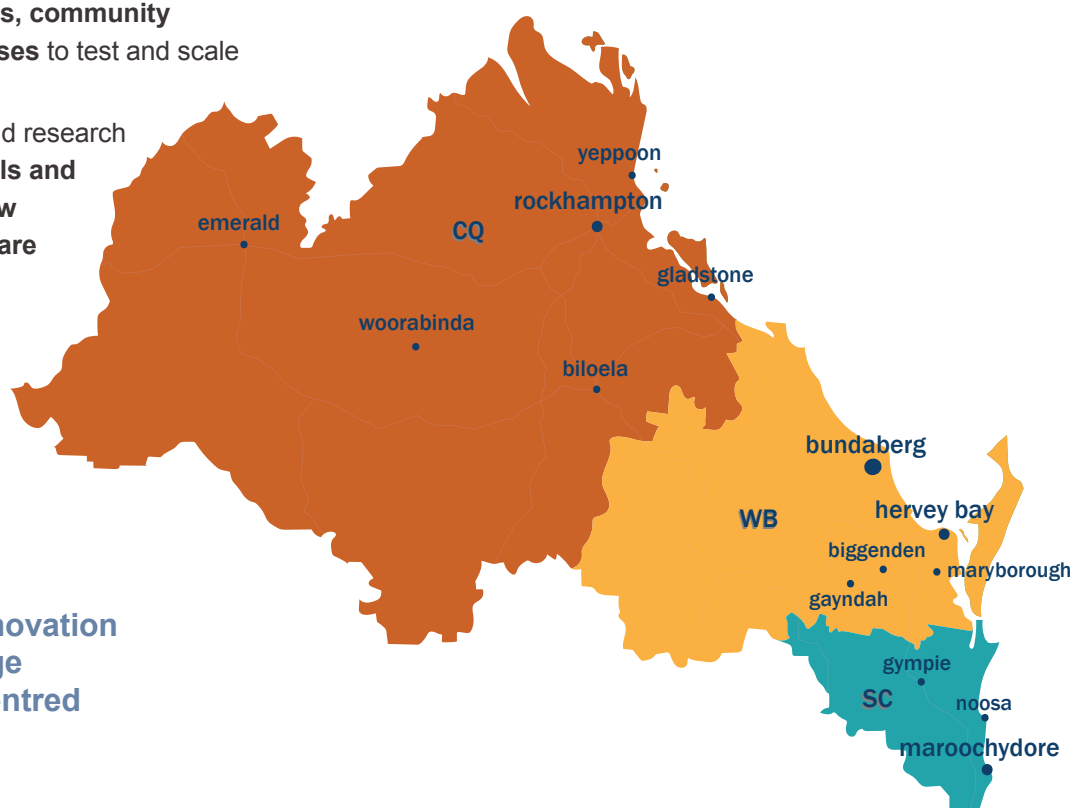 s, community
ses to test and scale
d research
ls and
w
are
novation
ge
entred
yeppoon
rockhampton
emerald
CQ
gladstone
woorabinda
biloela
bundaberg
hervey bay
WB
biggenden
maryborough
gayndah
gympie
SC
noosa
maroochydore